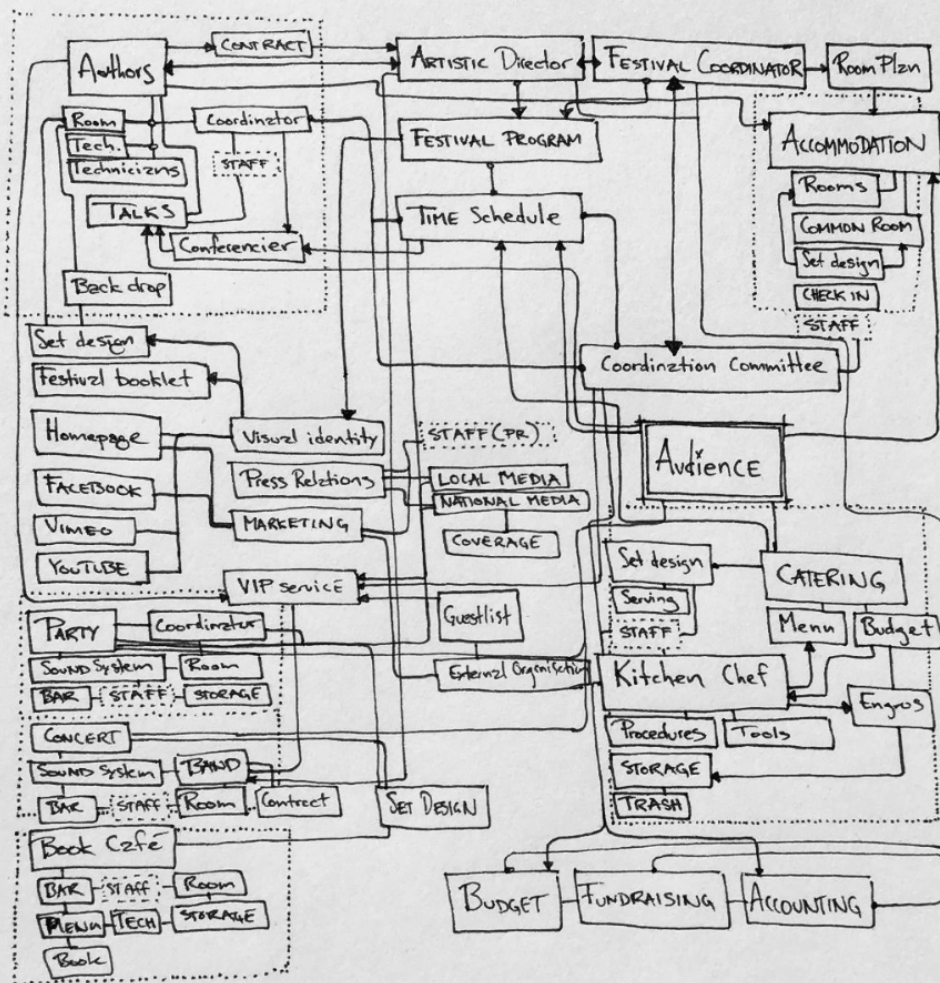 Authors
CONTRACT
ARTISTIC Director
FESTIVAL COORDINATOR
Room Plan
Room
Coordinator
Tech.
Technicians
STAFF
TALKS
Conferencier
Back drop
FESTIVAL PROGRAM
TIME Schedule
ACCOMMODATION
Rooms
COMMON ROOM
Set design
CHECK IN
STAFF
Set design
Festival booklet
Homepage
FACEBOOK
VIMEO
YOUTUBE
Visual identity
Press Relations
MARKETING
VIP service
STAFF (PR)
LOCAL MEDIA
NATIONAL MEDIA
COVERAGE
Guestlist
External Organisation
Coordination Committee
AUDIENCE
Set design
Serving
STAFF
CATERING
Menu
Budget
Kitchen Chef
Engros
Procedures
Tools
STORAGE
TRASH
PARTY
Coordinator
SOUND System
Room
BAR
STAFF
STORAGE
CONCERT
SOUND System
BAND
BAR
STAFF
Room
Contract
SET DESIGN
Book Café
BAR
STAFF
Room
MENU
TECH
STORAGE
Book
BUDGET
FUNDRAISING
ACCOUNTING